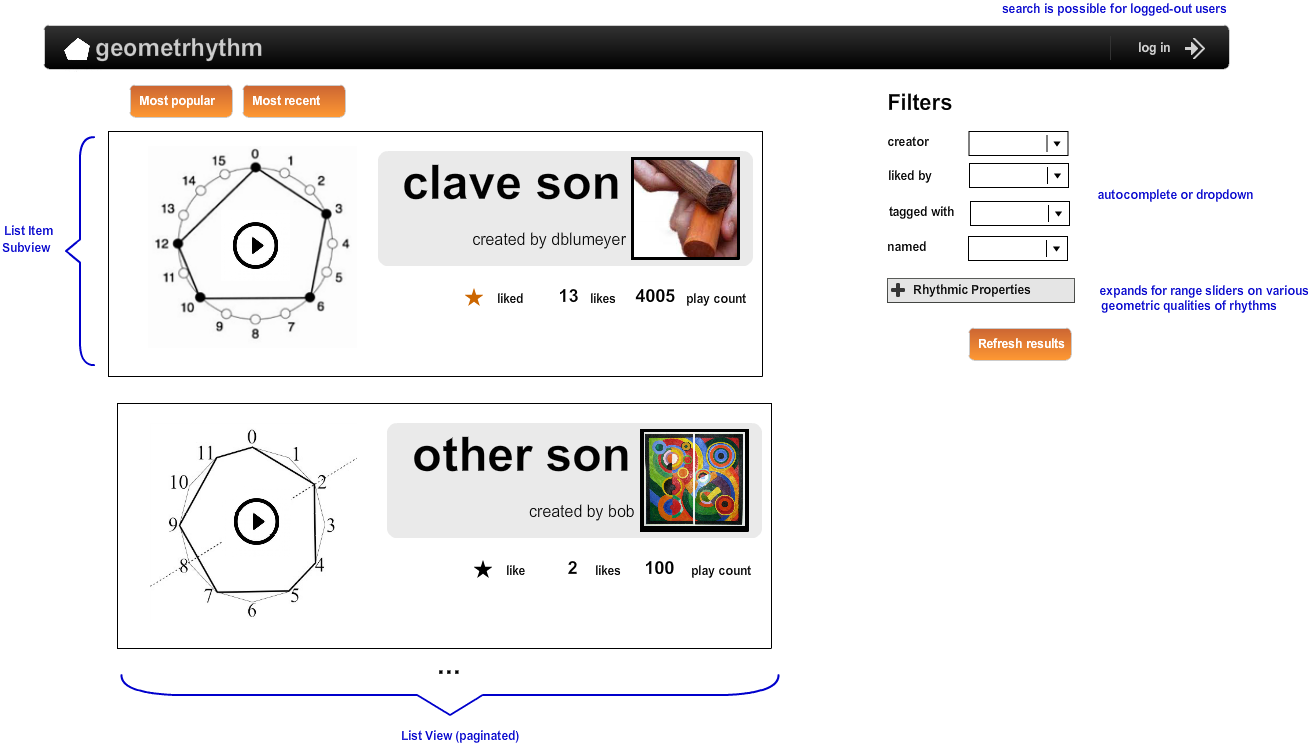 search is possible for logged-out users
geometrhythm
log in
Most popular
Most recent
List Item
Subview
0
1
2
3
4
5
6
7
8
9
10
11
12
13
14
15
clave son
created by dblumeyer
liked
13 likes
4005 play count
0
1
2
3
4
5
6
7
8
9
10
11
other son
created by bob
like
2 likes
100 play count
...
List View (paginated)
Filters
creator
liked by
tagged with
named
autocomplete or dropdown
Rhythmic Properties
expands for range sliders on various
geometric qualities of rhythms
Refresh results